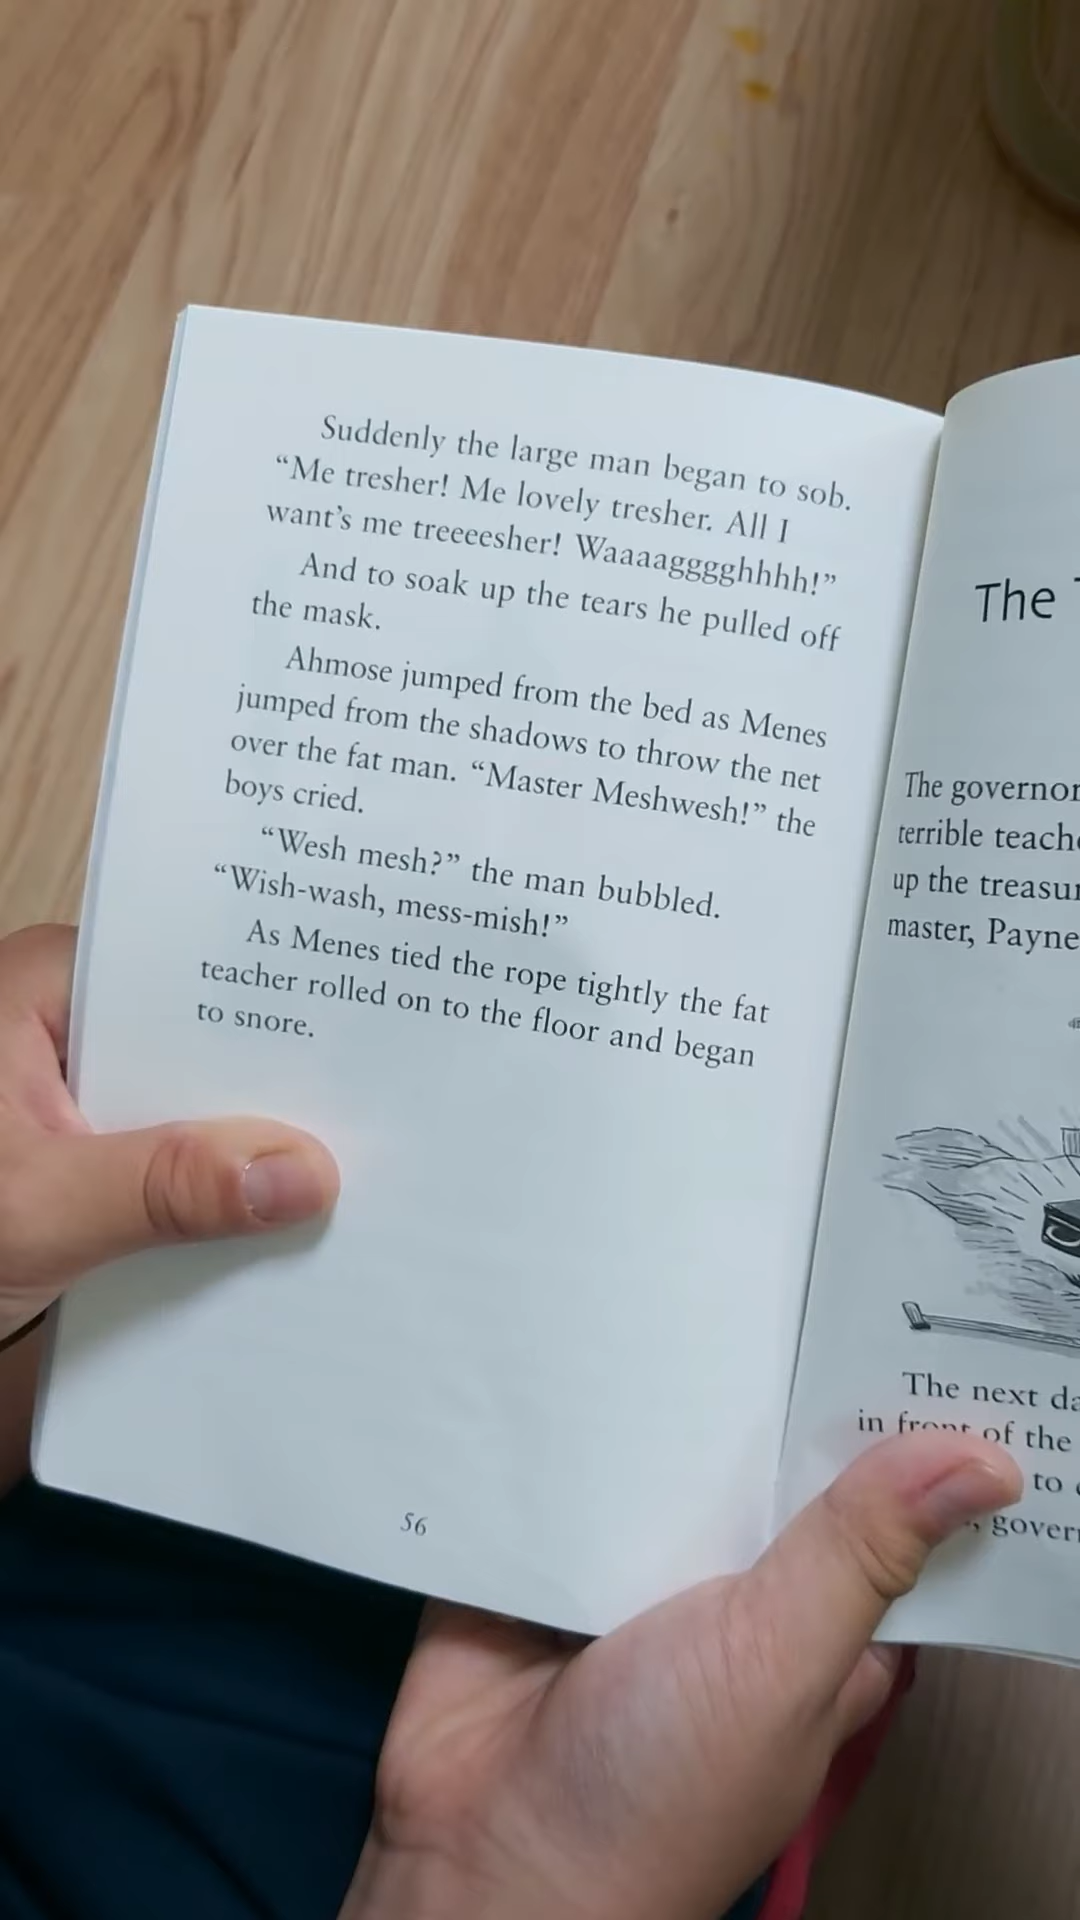 Suddenly the large man began to sob.
“Me tresher! Me lovely tresher. All I
want’s me treeeesher! Waaaagggghhhh!”
And to soak up the tears he pulled off
the mask.
Ahmose jumped from the bed as Menes
jumped from the shadows to throw the net
over the fat man. “Master Meshwesh!” the
boys cried.
“Wesh mesh?” the man bubbled.
“Wish-wash, mess-mish!”
As Menes tied the rope tightly the fat
teacher rolled on to the floor and began
to snore.
56
The
The governor
terrible
up the
master, Payne
The next
in front of the
to